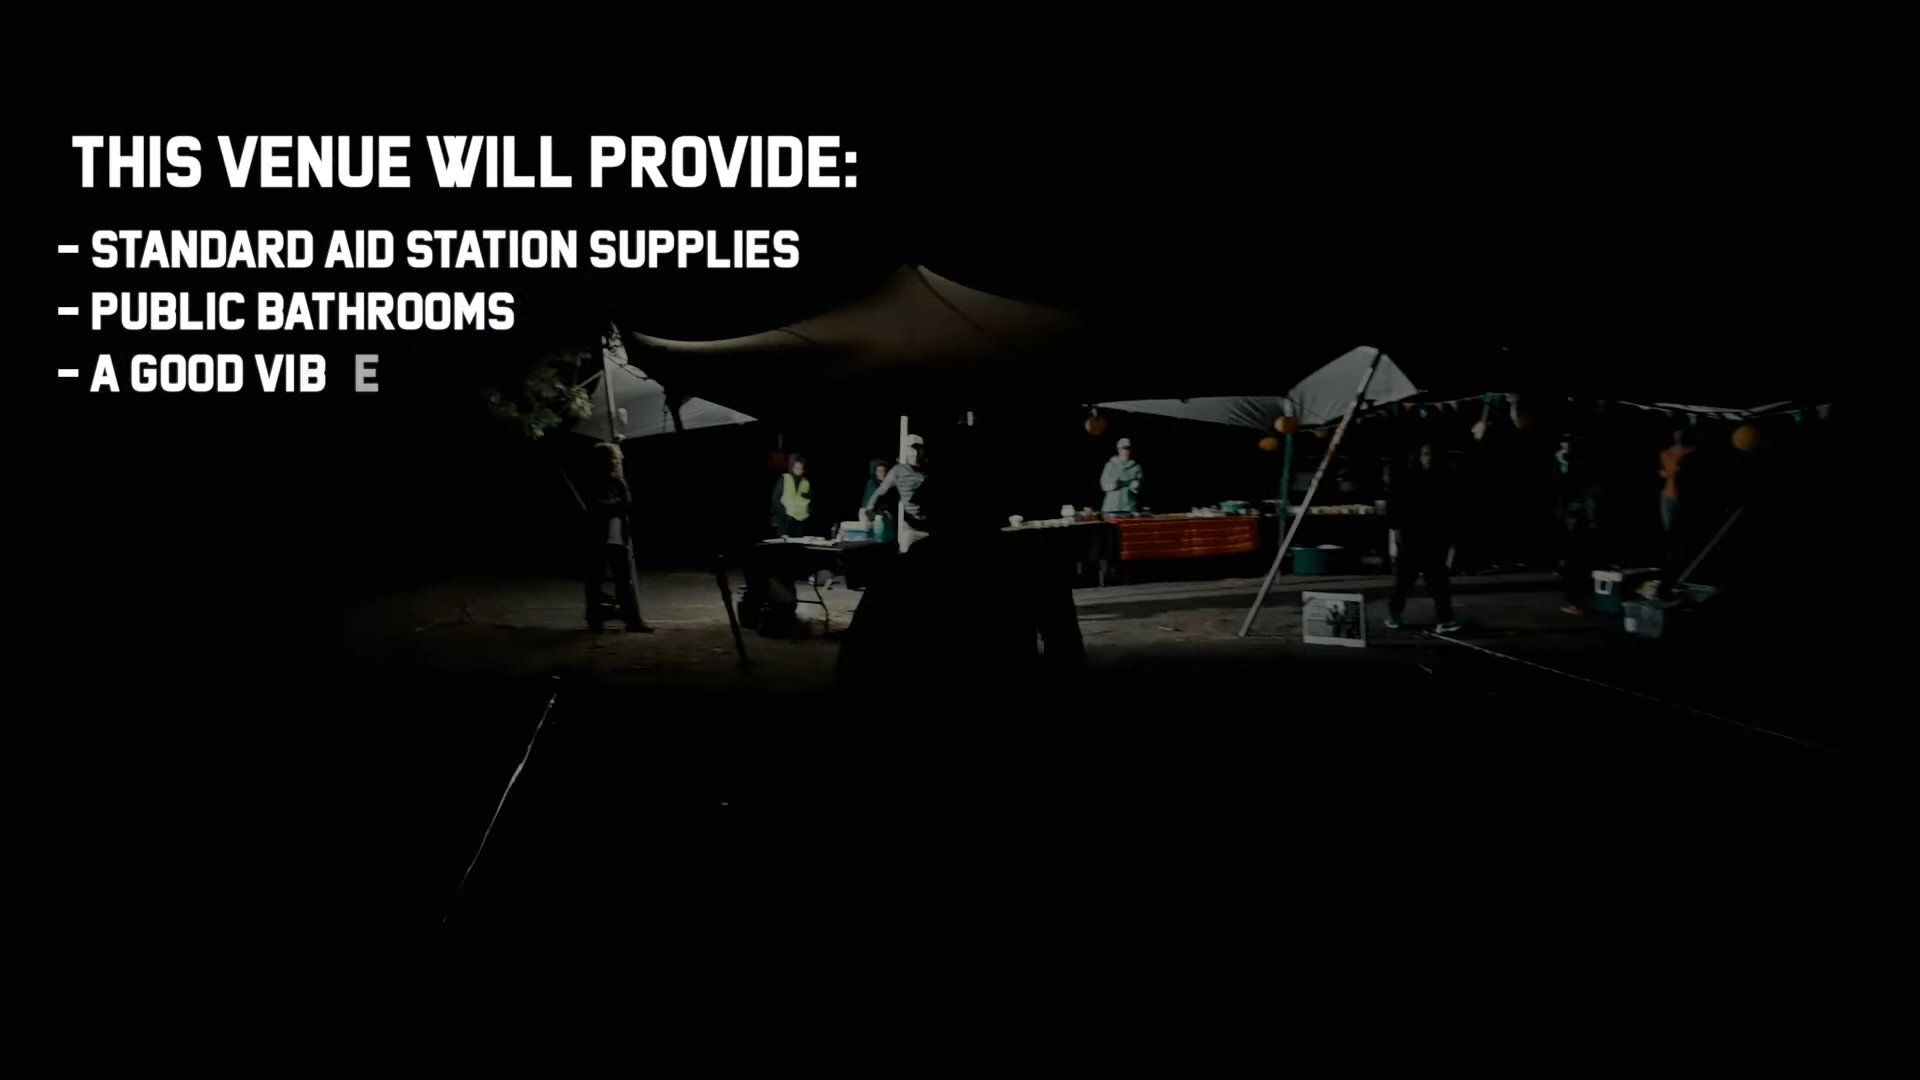 THIS VENUE WILL PROVIDE:
- STANDARD AID STATION SUPPLIES
- PUBLIC BATHROOMS
- A GOOD VIB E